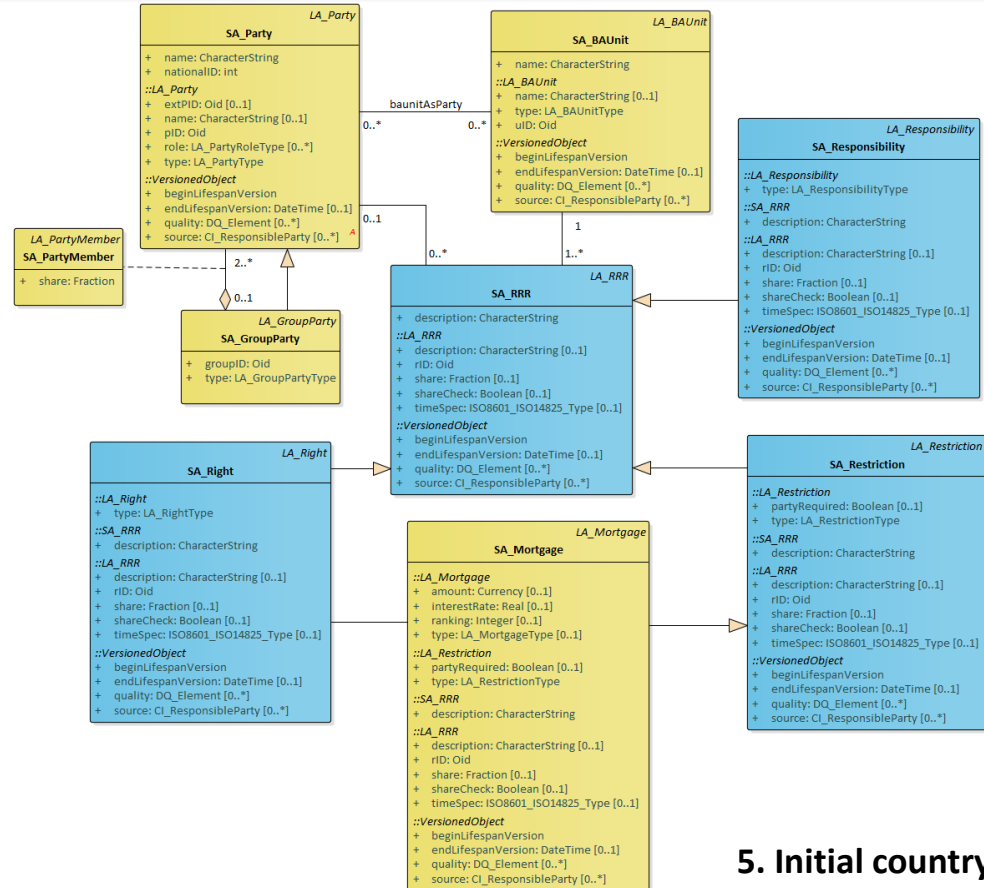 LA_Party
SA_Party
+ name: CharacterString
+ nationalID: int
::LA_Party
+ extPID: Oid [0..1]
+ name: CharacterString [0..1]
+ pID: Oid
+ role: LA_PartyRoleType [0..*]
+ type: LA_PartyType
::VersionedObject
+ beginLifespanVersion
+ endLifespanVersion: DateTime [0..1]
+ quality: DQ_Element [0..*]
+ source: CI_ResponsibleParty [0..*]
A
baunitAsParty
0..*
0..*
LA_BAUnit
SA_BAUnit
+ name: CharacterString
::LA_BAUnit
+ name: CharacterString [0..1]
+ type: LA_BAUnitType
+ uID: Oid
::VersionedObject
+ beginLifespanVersion
+ endLifespanVersion: DateTime [0..1]
+ quality: DQ_Element [0..*]
+ source: CI_ResponsibleParty [0..*]
0..1
0..*
1
1..*
LA_Responsibility
SA_Responsibility
::LA_Responsibility
+ type: LA_ResponsibilityType
::SA_RRR
+ description: CharacterString
::LA_RRR
+ description: CharacterString [0..1]
+ rID: Oid
+ share: Fraction [0..1]
+ shareCheck: Boolean [0..1]
+ timeSpec: ISO8601_ISO14825_Type [0..1]
::VersionedObject
+ beginLifespanVersion
+ endLifespanVersion: DateTime [0..1]
+ quality: DQ_Element [0..*]
+ source: CI_ResponsibleParty [0..*]
LA_PartyMember
SA_PartyMember
+ share: Fraction
2..*
0..1
LA_GroupParty
SA_GroupParty
+ groupID: Oid
+ type: LA_GroupPartyType
LA_RRR
SA_RRR
+ description: CharacterString
::LA_RRR
+ description: CharacterString [0..1]
+ rID: Oid
+ share: Fraction [0..1]
+ shareCheck: Boolean [0..1]
+ timeSpec: ISO8601_ISO14825_Type [0..1]
::VersionedObject
+ beginLifespanVersion
+ endLifespanVersion: DateTime [0..1]
+ quality: DQ_Element [0..*]
+ source: CI_ResponsibleParty [0..*]
LA_Right
SA_Right
::LA_Right
+ type: LA_RightType
::SA_RRR
+ description: CharacterString
::LA_RRR
+ description: CharacterString [0..1]
+ rID: Oid
+ share: Fraction [0..1]
+ shareCheck: Boolean [0..1]
+ timeSpec: ISO8601_ISO14825_Type [0..1]
::VersionedObject
+ beginLifespanVersion
+ endLifespanVersion: DateTime [0..1]
+ quality: DQ_Element [0..*]
+ source: CI_ResponsibleParty [0..*]
LA_Mortgage
SA_Mortgage
::LA_Mortgage
+ amount: Currency [0..1]
+ interestRate: Real [0..1]
+ ranking: Integer [0..1]
+ type: LA_MortgageType [0..1]
::LA_Restriction
+ partyRequired: Boolean [0..1]
+ type: LA_RestrictionType
::SA_RRR
+ description: CharacterString
::LA_RRR
+ description: CharacterString [0..1]
+ rID: Oid
+ share: Fraction [0..1]
+ shareCheck: Boolean [0..1]
+ timeSpec: ISO8601_ISO14825_Type [0..1]
::VersionedObject
+ beginLifespanVersion
+ endLifespanVersion: DateTime [0..1]
+ quality: DQ_Element [0..*]
+ source: CI_ResponsibleParty [0..*]
LA_Restriction
SA_Restriction
::LA_Restriction
+ partyRequired: Boolean [0..1]
+ type: LA_RestrictionType
::SA_RRR
+ description: CharacterString
::LA_RRR
+ description: CharacterString [0..1]
+ rID: Oid
+ share: Fraction [0..1]
+ shareCheck: Boolean [0..1]
+ timeSpec: ISO8601_ISO14825_Type [0..1]
::VersionedObject
+ beginLifespanVersion
+ endLifespanVersion: DateTime [0..1]
+ quality: DQ_Element [0..*]
+ source: CI_ResponsibleParty [0..*]
5. Initial country